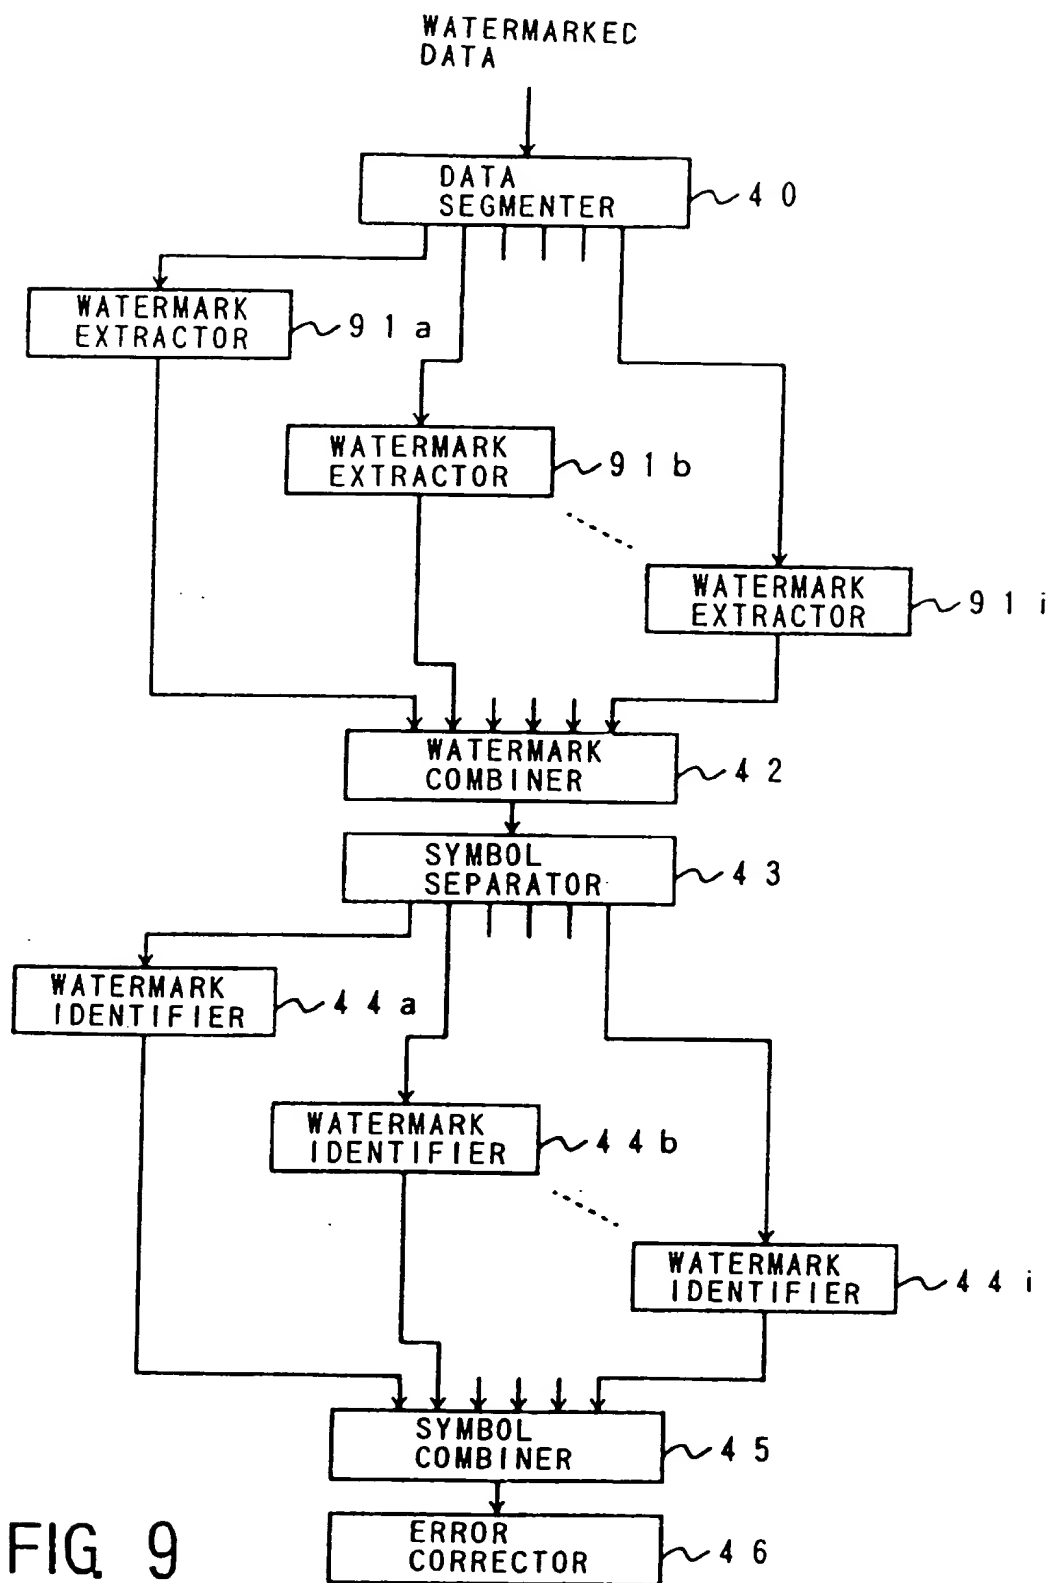 WATERMARKED
DATA
DATA
SEGMENTER
40
WATERMARK
EXTRACTOR
91a
WATERMARK
EXTRACTOR
91b
WATERMARK
EXTRACTOR
91i
WATERMARK
COMBINER
42
SYMBOL
SEPARATOR
43
WATERMARK
IDENTIFIER
44a
WATERMARK
IDENTIFIER
44b
WATERMARK
IDENTIFIER
44i
SYMBOL
COMBINER
45
ERROR
CORRECTOR
46
FIG. 9